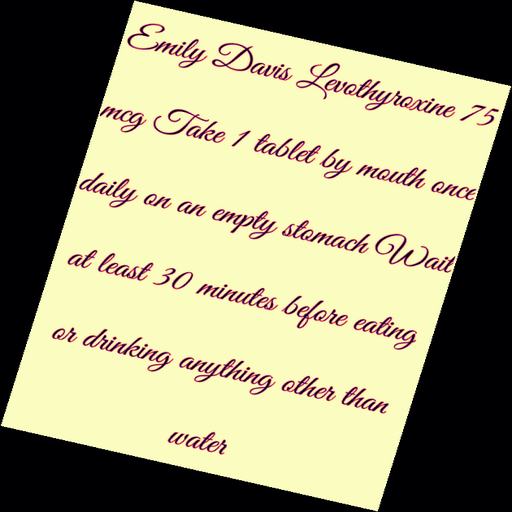 Emily Davis Levothyroxine 75
mcg Take 1 tablet by mouth once
daily on an empty stomach Wait
at least 30 minutes before eating
or drinking anything other than
water